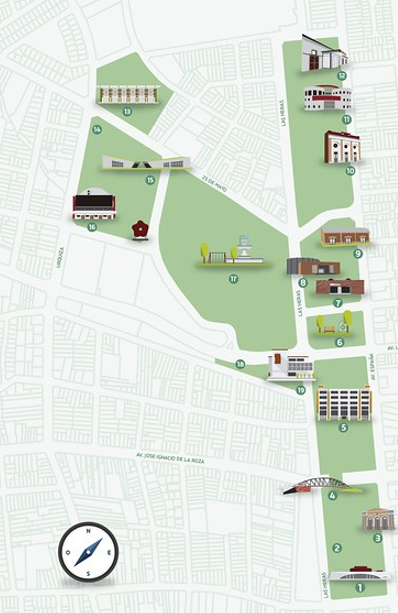 12
LAS HERAS
13
11
14
10
15
25 DE MAYO
16
9
URQUIZA
17
8
7
LAS HERAS
6
18
AV. ESPAÑA
19
5
AV. JOSE IGNACIO DE LA ROZA
4
3
N
O E
S
2
LAS HERAS
1